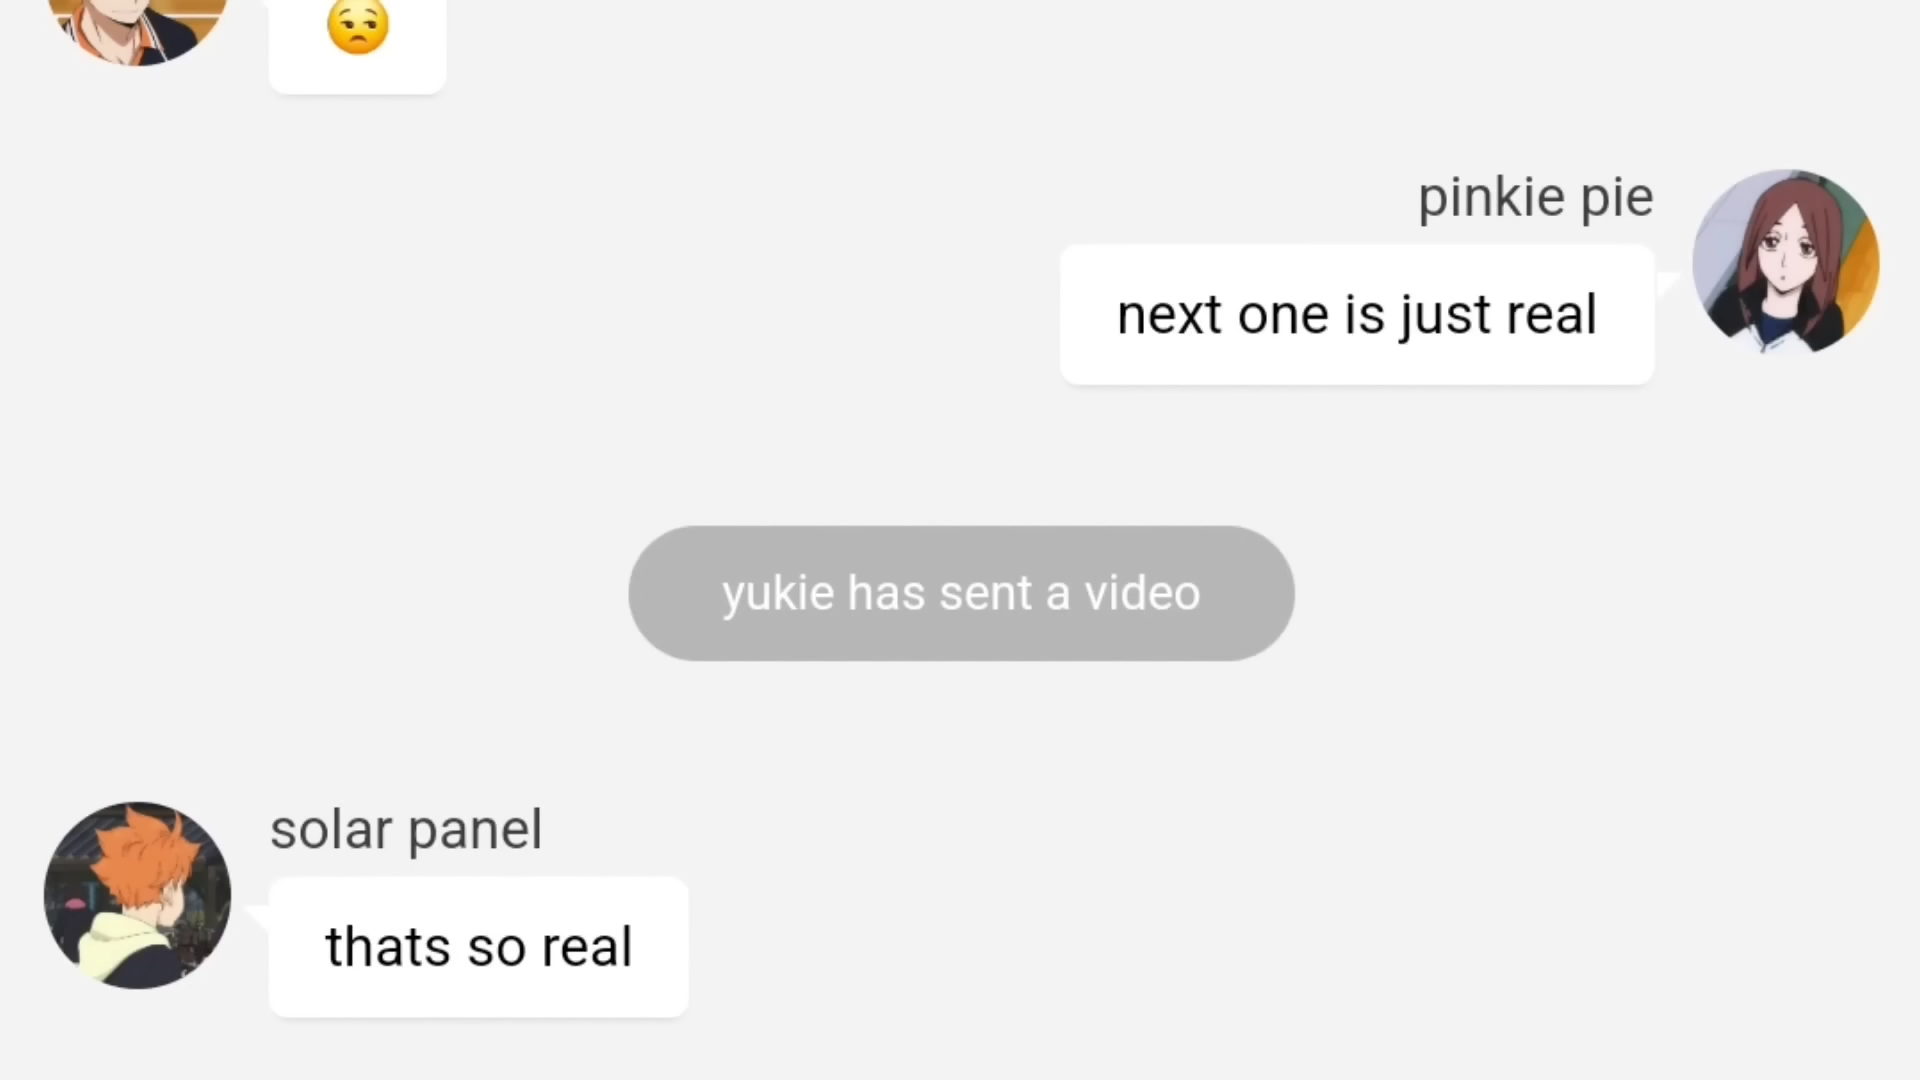 😒
pinkie pie
next one is just real
yukie has sent a video
solar panel
thats so real